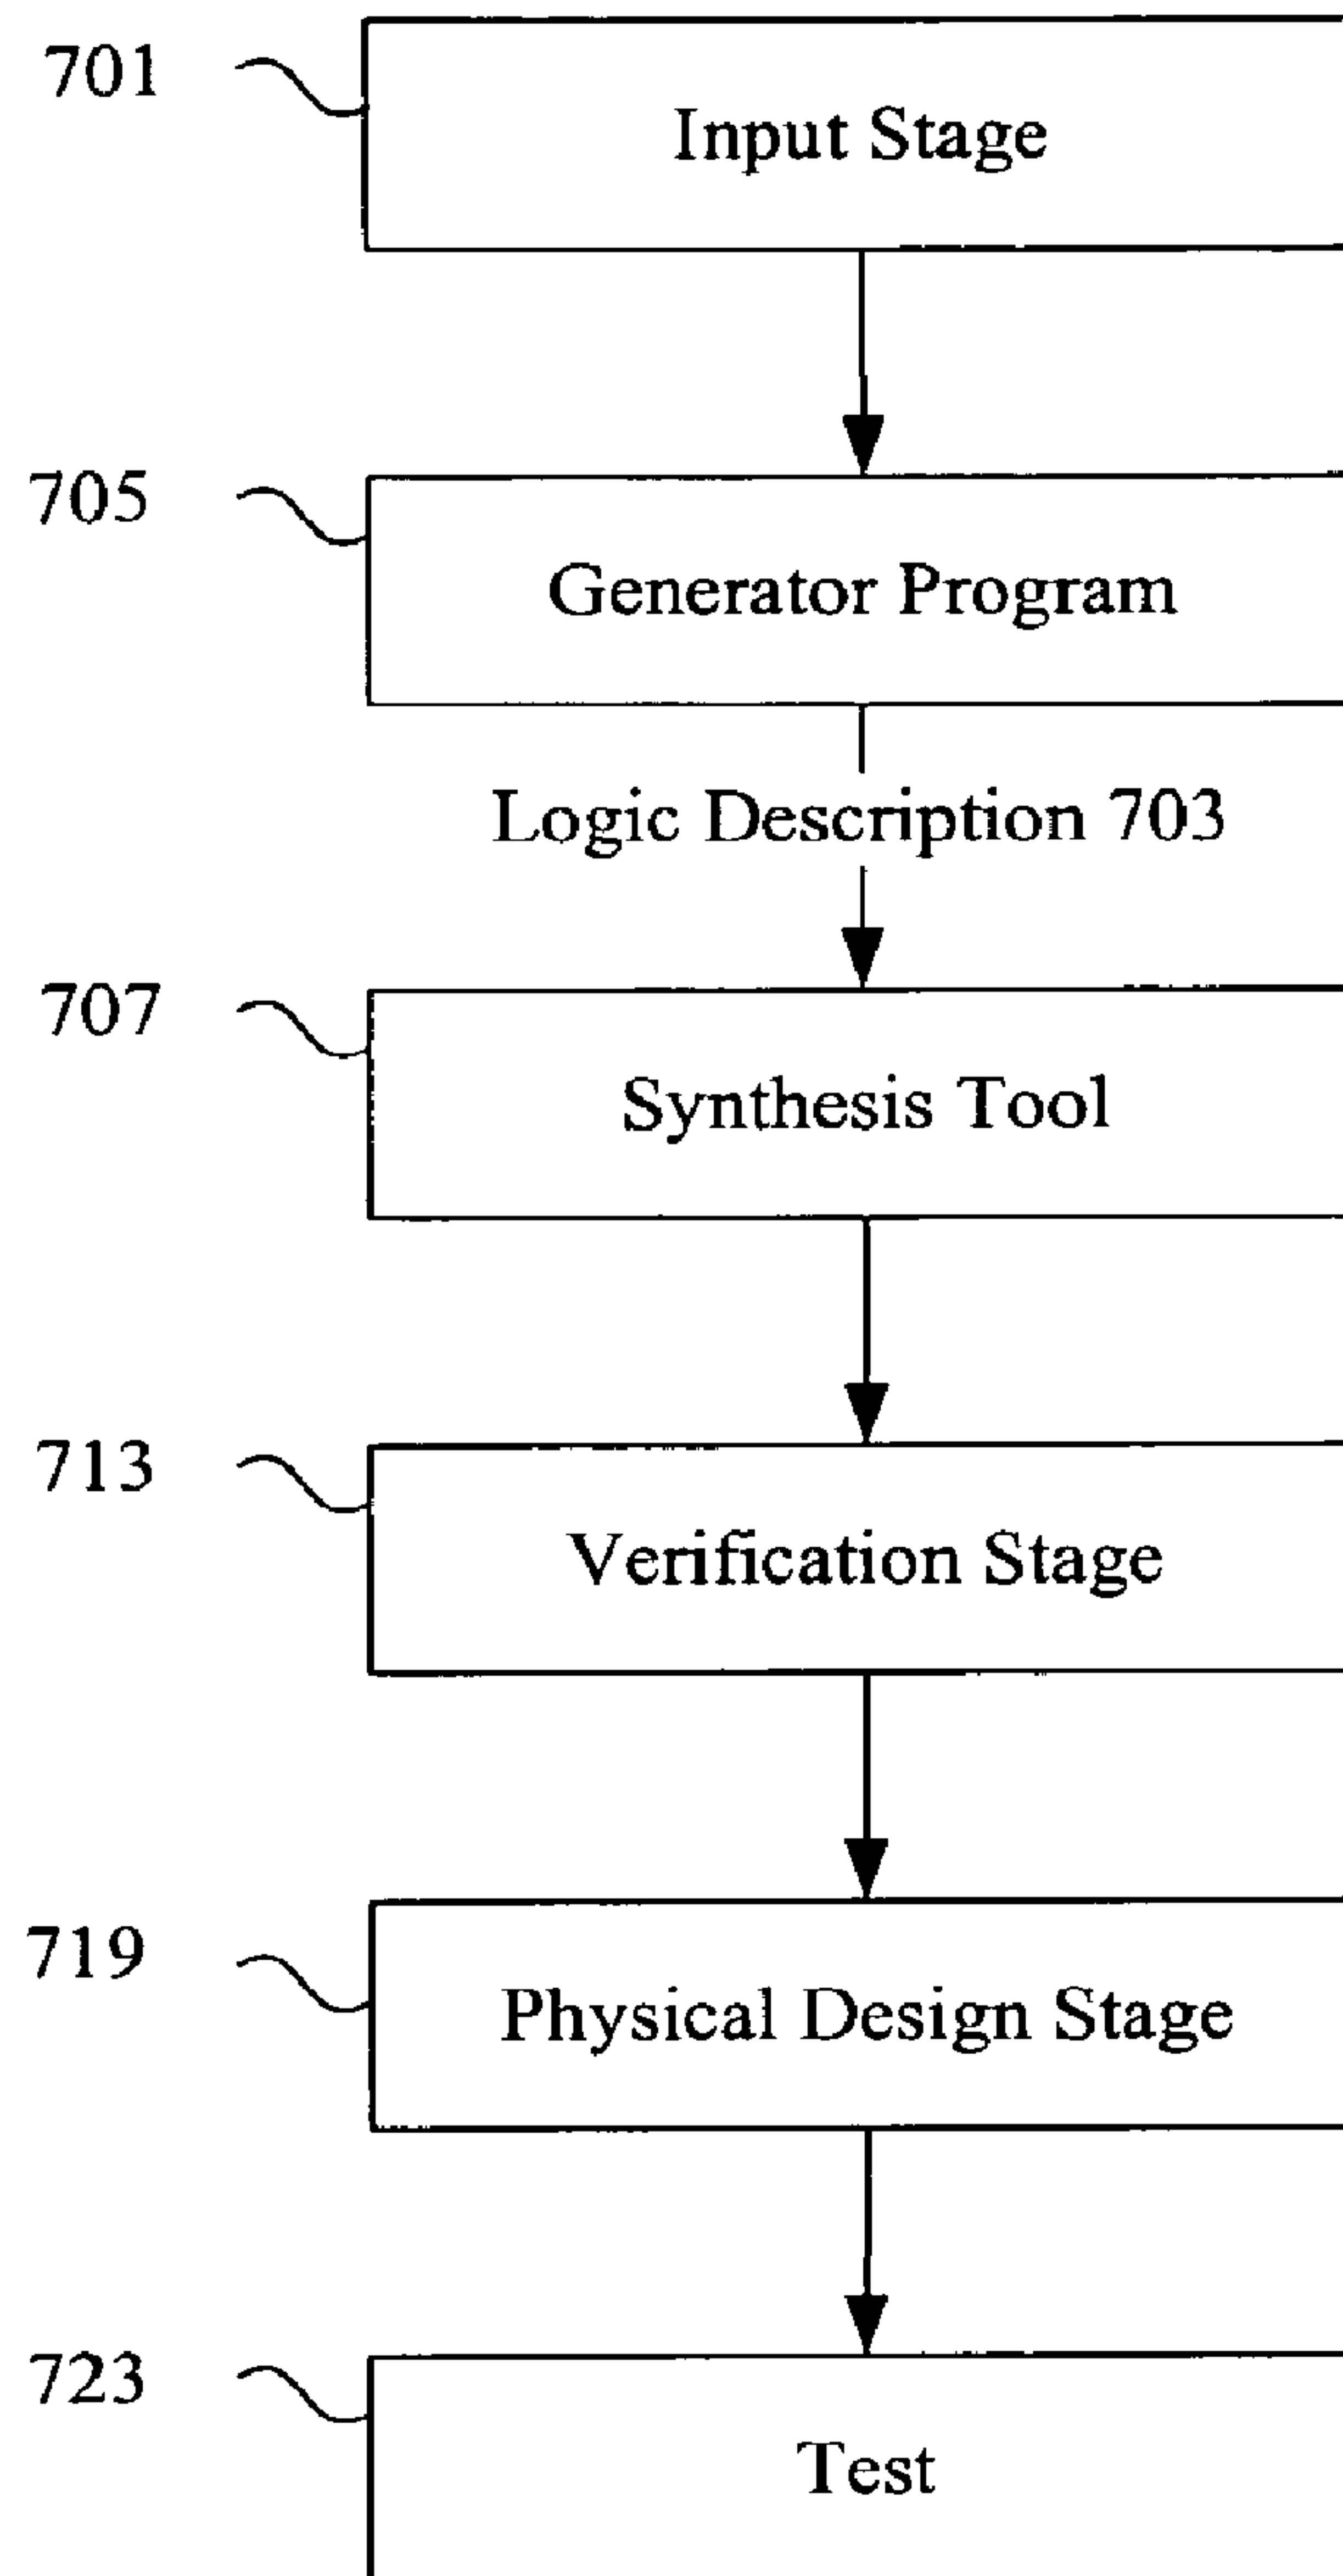 701
Input Stage
705
Generator Program
Logic Description 703
707
Synthesis Tool
713
Verification Stage
719
Physical Design Stage
723
Test